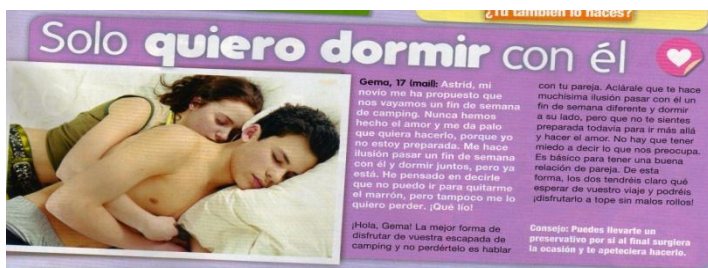 ¿Tú también lo haces?
Solo quiero dormir con él
Gema, 17 (mail): Astrid, mi
novio me ha propuesto que
nos vayamos un fin de semana
de camping. Nunca hemos
hecho el amor y me da palo
que quiera hacerlo, porque yo
no estoy preparada. Me hace
ilusión pasar un fin de semana
con él y dormir juntos, pero ya
está. He pensado en decirle
que no puedo ir para quitarme
el marrón, pero tampoco me lo
quiero perder. ¡Qué lío!
¡Hola, Gema! La mejor forma de
disfrutar de vuestra escapada de
camping y no perdértelo es hablar
con tu pareja. Aclárale que te hace
muchísima ilusión pasar con él un
fin de semana diferente y dormir
a su lado, pero que no te sientes
preparada todavía para ir más allá
y hacer el amor. No hay que tener
miedo a decir lo que nos preocupa.
Es básico para tener una buena
relación de pareja. De esta
forma, los dos tendréis claro qué
esperar de vuestro viaje y podréis
¡disfrutarlo a tope sin malos rollos!
Consejo: Puedes llevarte un
preservativo por si al final surgiera
la ocasión y te apeteciera hacerlo.